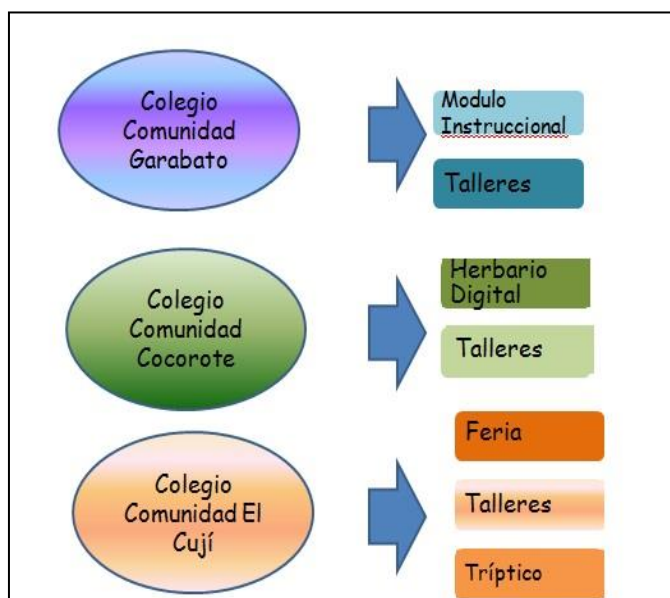 Colegio
Comunidad
Garabato
Modulo
Instruccional
Talleres
Colegio
Comunidad
Cocorote
Herbario
Digital
Talleres
Colegio
Comunidad El
Cují
Feria
Talleres
Tríptico